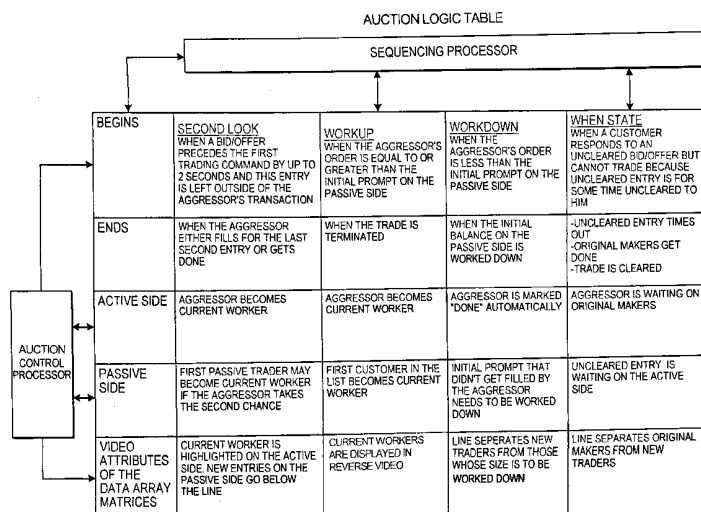 AUCTION LOGIC TABLE
SEQUENCING PROCESSOR
AUCTION
CONTROL
PROCESSOR
BEGINS
SECOND LOOK
WHEN A BID/OFFER
PRECEDES THE FIRST
TRADING COMMAND BY UP TO
2 SECONDS AND THIS ENTRY
IS LEFT OUTSIDE OF THE
AGGRESSOR'S TRANSACTION
WORKUP
WHEN THE AGGRESSOR'S
ORDER IS EQUAL TO OR
GREATER THAN THE
INITIAL PROMPT ON THE
PASSIVE SIDE
WORKDOWN
WHEN THE
AGGRESSOR'S ORDER
IS LESS THAN THE
INITIAL PROMPT ON THE
PASSIVE SIDE
WHEN STATE
WHEN A CUSTOMER
RESPONDS TO AN
UNCLEARED BID/OFFER BUT
CANNOT TRADE BECAUSE
UNCLEARED ENTRY IS FOR
SOME TIME UNCLEARED TO
HIM
ENDS
WHEN THE AGGRESSOR
EITHER FILLS FOR THE LAST
SECOND ENTRY OR GETS
DONE
WHEN THE TRADE IS
TERMINATED
WHEN THE INITIAL
BALANCE ON THE
PASSIVE SIDE IS
WORKED DOWN
-UNCLEARED ENTRY TIMES
OUT
-ORIGINAL MAKERS GET
DONE
-TRADE IS CLEARED
ACTIVE SIDE
AGGRESSOR BECOMES
CURRENT WORKER
AGGRESSOR BECOMES
CURRENT WORKER
AGGRESSOR IS MARKED
"DONE" AUTOMATICALLY
AGGRESSOR IS WAITING ON
ORIGINAL MAKERS
PASSIVE
SIDE
FIRST PASSIVE TRADER MAY
BECOME CURRENT WORKER
IF THE AGGRESSOR TAKES
THE SECOND CHANCE
FIRST CUSTOMER IN THE
LIST BECOMES CURRENT
WORKER
INITIAL PROMPT THAT
DIDN'T GET FILLED BY
THE AGGRESSOR
NEEDS TO BE WORKED
DOWN
UNCLEARED ENTRY IS
WAITING ON THE ACTIVE
SIDE
VIDEO
ATTRIBUTES
OF THE
DATA ARRAY
MATRICES
CURRENT WORKER IS
HIGHLIGHTED ON THE ACTIVE
SIDE. NEW ENTRIES ON THE
PASSIVE SIDE GO BELOW
THE LINE
CURRENT WORKERS
ARE DISPLAYED IN
REVERSE VIDEO
LINE SEPERATES NEW
TRADERS FROM THOSE
WHOSE SIZE IS TO BE
WORKED DOWN
LINE SEPARATES ORIGINAL
MAKERS FROM NEW
TRADERS